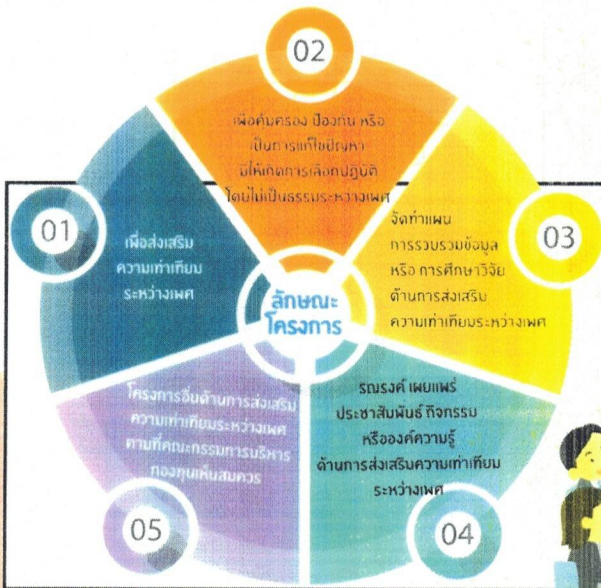 02
เพื่อคุ้มครอง ป้องกัน หรือ
เป็นการแก้ไขปัญหา
มิให้เกิดการเลือกปฏิบัติ
โดยไม่เป็นธรรมระหว่างเพศ
01
เพื่อส่งเสริม
ความเท่าเทียม
ระหว่างเพศ
03
จัดทำแผน
การรวบรวมข้อมูล
หรือ การศึกษาวิจัย
ด้านการส่งเสริม
ความเท่าเทียมระหว่างเพศ
ลักษณะ
โครงการ
โครงการอื่นด้านการส่งเสริม
ความเท่าเทียมระหว่างเพศ
ตามที่คณะกรรมการบริหาร
กองทุนเห็นสมควร
05
รณรงค์ เผยแพร่
ประชาสัมพันธ์ กิจกรรม
หรือองค์ความรู้
ด้านการส่งเสริมความเท่าเทียม
ระหว่างเพศ
04